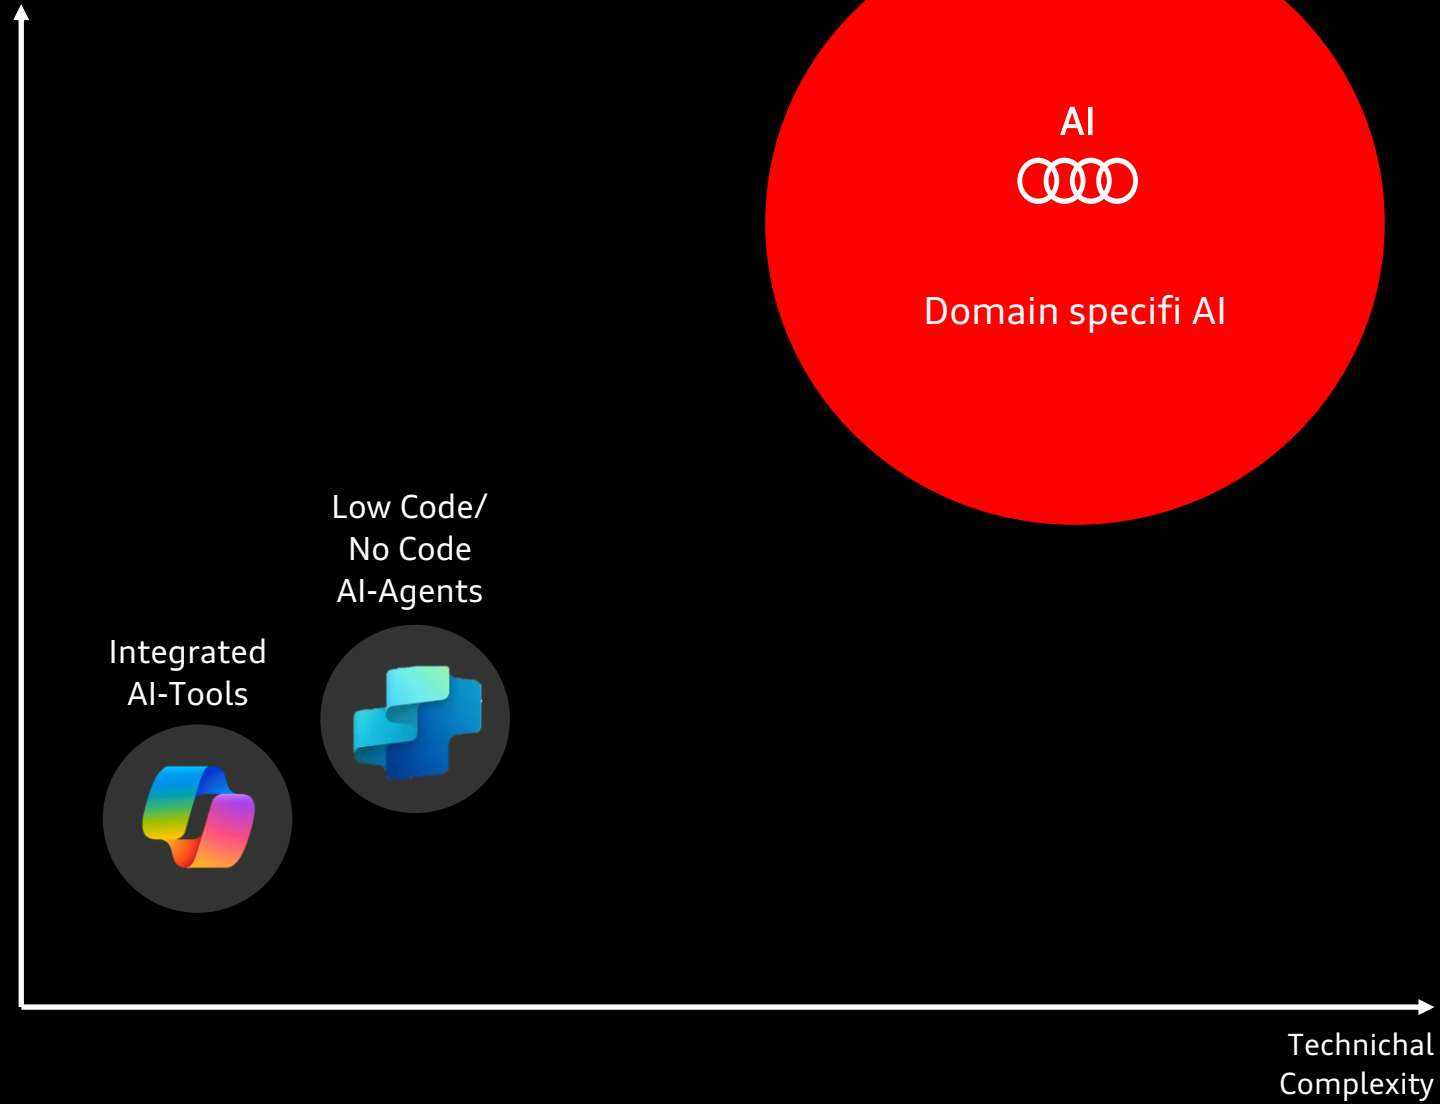 AI
Domain specifi AI
Low Code/
No Code
AI-Agents
Integrated
AI-Tools
Technichal
Complexity